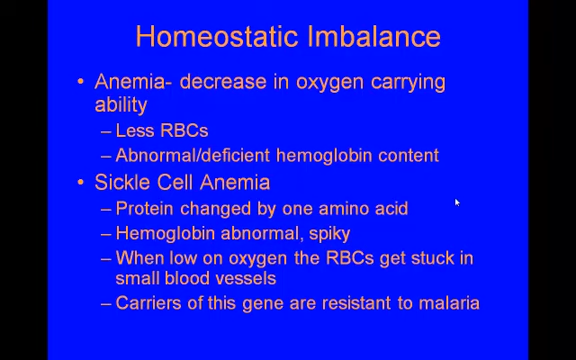 Homeostatic Imbalance
• Anemia- decrease in oxygen carrying
ability
– Less RBCs
– Abnormal/deficient hemoglobin content
• Sickle Cell Anemia
– Protein changed by one amino acid
– Hemoglobin abnormal, spiky
– When low on oxygen the RBCs get stuck in
small blood vessels
– Carriers of this gene are resistant to malaria